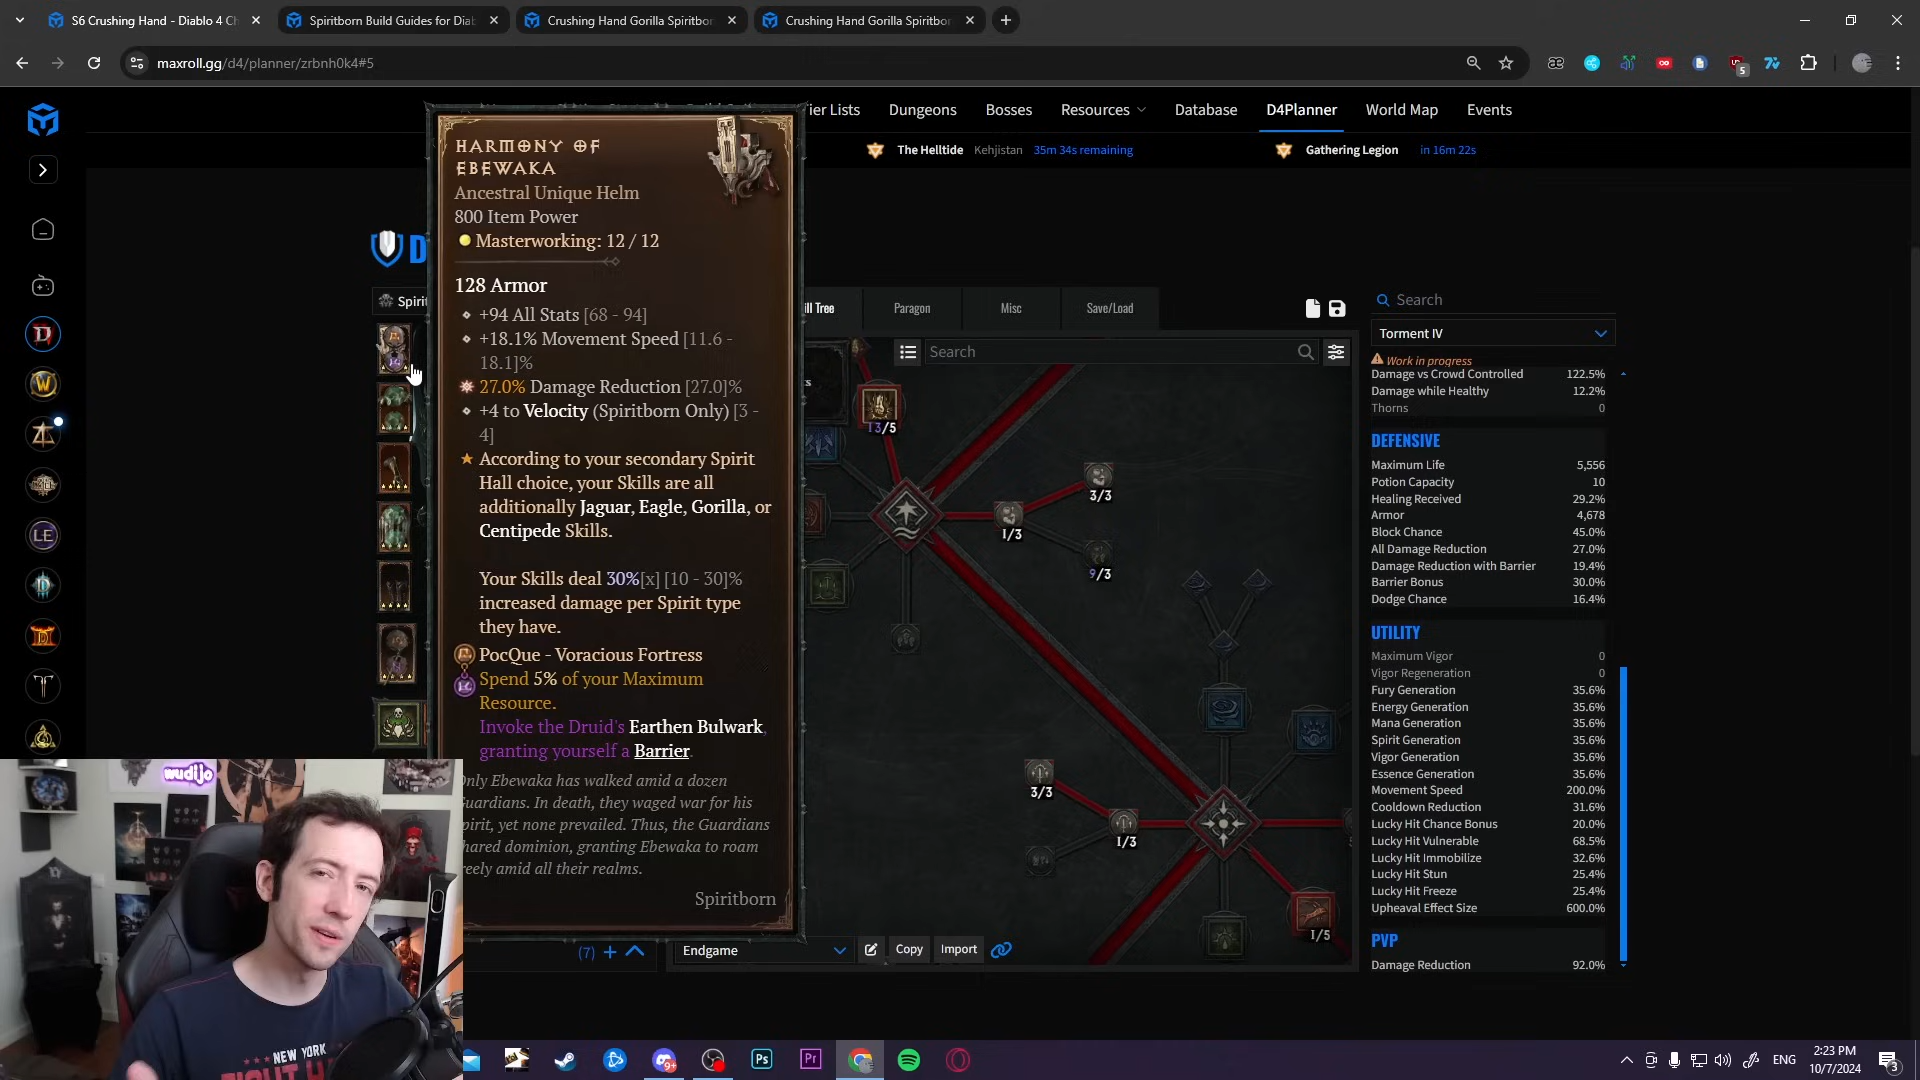 S6 Crushing Hand - Diablo 4 Ch
Spiritborn Build Guides for Dia
Crushing Hand Gorilla Spiritbor
Crushing Hand Gorilla Spiritbor
maxroll.gg/d4/planner/zrbnh0k4#5
5
ier Lists
Dungeons
Bosses
Resources
Database
D4Planner
World Map
Events
The Helltide Kehjistan 35m 34s remaining
Gathering Legion in 16m 22s
D
Spirit
HARMONY OF
EBEWAKA
Ancestral Unique Helm
800 Item Power
Masterworking: 12 / 12
128 Armor
+94 All Stats [68 - 94]
+18.1% Movement Speed [11.6 -
18.1]%
27.0% Damage Reduction [27.0]%
+4 to Velocity (Spiritborn Only) [3 -
4]
According to your secondary Spirit
Hall choice, your Skills are all
additionally Jaguar, Eagle, Gorilla, or
Centipede Skills.
Your Skills deal 30%[x] [10 - 30]%
increased damage per Spirit type
they have.
PocQue - Voracious Fortress
Spend 5% of your Maximum
Resource.
Invoke the Druid's Earthen Bulwark,
granting yourself a Barrier.
Only Ebewaka has walked amid a dozen
Guardians. In death, they waged war for his
spirit, yet none prevailed. Thus, the Guardians
shared dominion, granting Ebewaka to roam
freely amid all their realms.
Spiritborn
ill Tree
Paragon
Misc
Save/Load
Search
13/5
3/3
1/3
9/3
3/3
1/3
1/5
(7)
Endgame
Copy
Import
Search
Torment IV
Work in progress
Damage vs Crowd Controlled 122.5%
Damage while Healthy 12.2%
Thorns 0
DEFENSIVE
Maximum Life 5,556
Potion Capacity 10
Healing Received 29.2%
Armor 4,678
Block Chance 45.0%
All Damage Reduction 27.0%
Damage Reduction with Barrier 19.4%
Barrier Bonus 30.0%
Dodge Chance 16.4%
UTILITY
Maximum Vigor 0
Vigor Regeneration 0
Fury Generation 35.6%
Energy Generation 35.6%
Mana Generation 35.6%
Spirit Generation 35.6%
Vigor Generation 35.6%
Essence Generation 35.6%
Movement Speed 200.0%
Cooldown Reduction 31.6%
Lucky Hit Chance Bonus 20.0%
Lucky Hit Vulnerable 68.5%
Lucky Hit Immobilize 32.6%
Lucky Hit Stun 25.4%
Lucky Hit Freeze 25.4%
Upheaval Effect Size 600.0%
PVP
Damage Reduction 92.0%
wudijo
NEW YORK
LE
Ps
Pr
9+
ENG
2:23 PM
10/7/2024
3